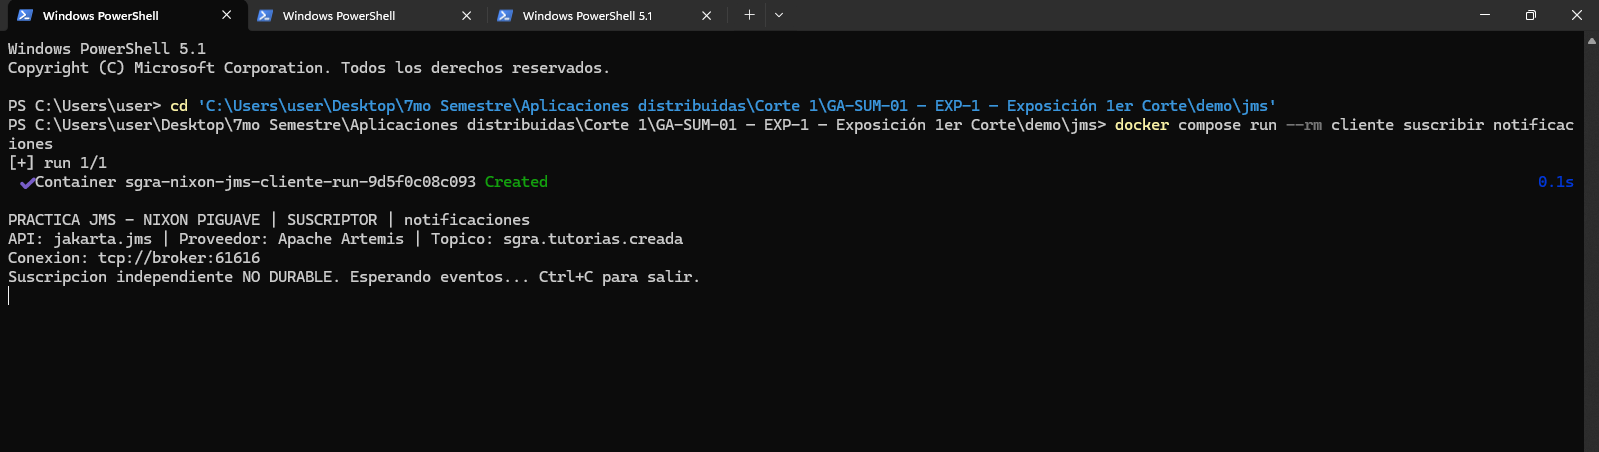 Windows PowerShell
Windows PowerShell
Windows PowerShell 5.1
Windows PowerShell 5.1
Copyright (C) Microsoft Corporation. Todos los derechos reservados.
PS C:\Users\user> cd 'C:\Users\user\Desktop\7mo Semestre\Aplicaciones distribuidas\Corte 1\GA-SUM-01 - EXP-1 - Exposición 1er Corte\demo\jms'
PS C:\Users\user\Desktop\7mo Semestre\Aplicaciones distribuidas\Corte 1\GA-SUM-01 - EXP-1 - Exposición 1er Corte\demo\jms> docker compose run --rm cliente suscribir notificac
iones
[+] run 1/1
✔Container sgra-nixon-jms-cliente-run-9d5f0c08c093 Created 0.1s
PRACTICA JMS - NIXON PIGUAVE | SUSCRIPTOR | notificaciones
API: jakarta.jms | Proveedor: Apache Artemis | Topico: sgra.tutorias.creada
Conexion: tcp://broker:61616
Suscripcion independiente NO DURABLE. Esperando eventos... Ctrl+C para salir.